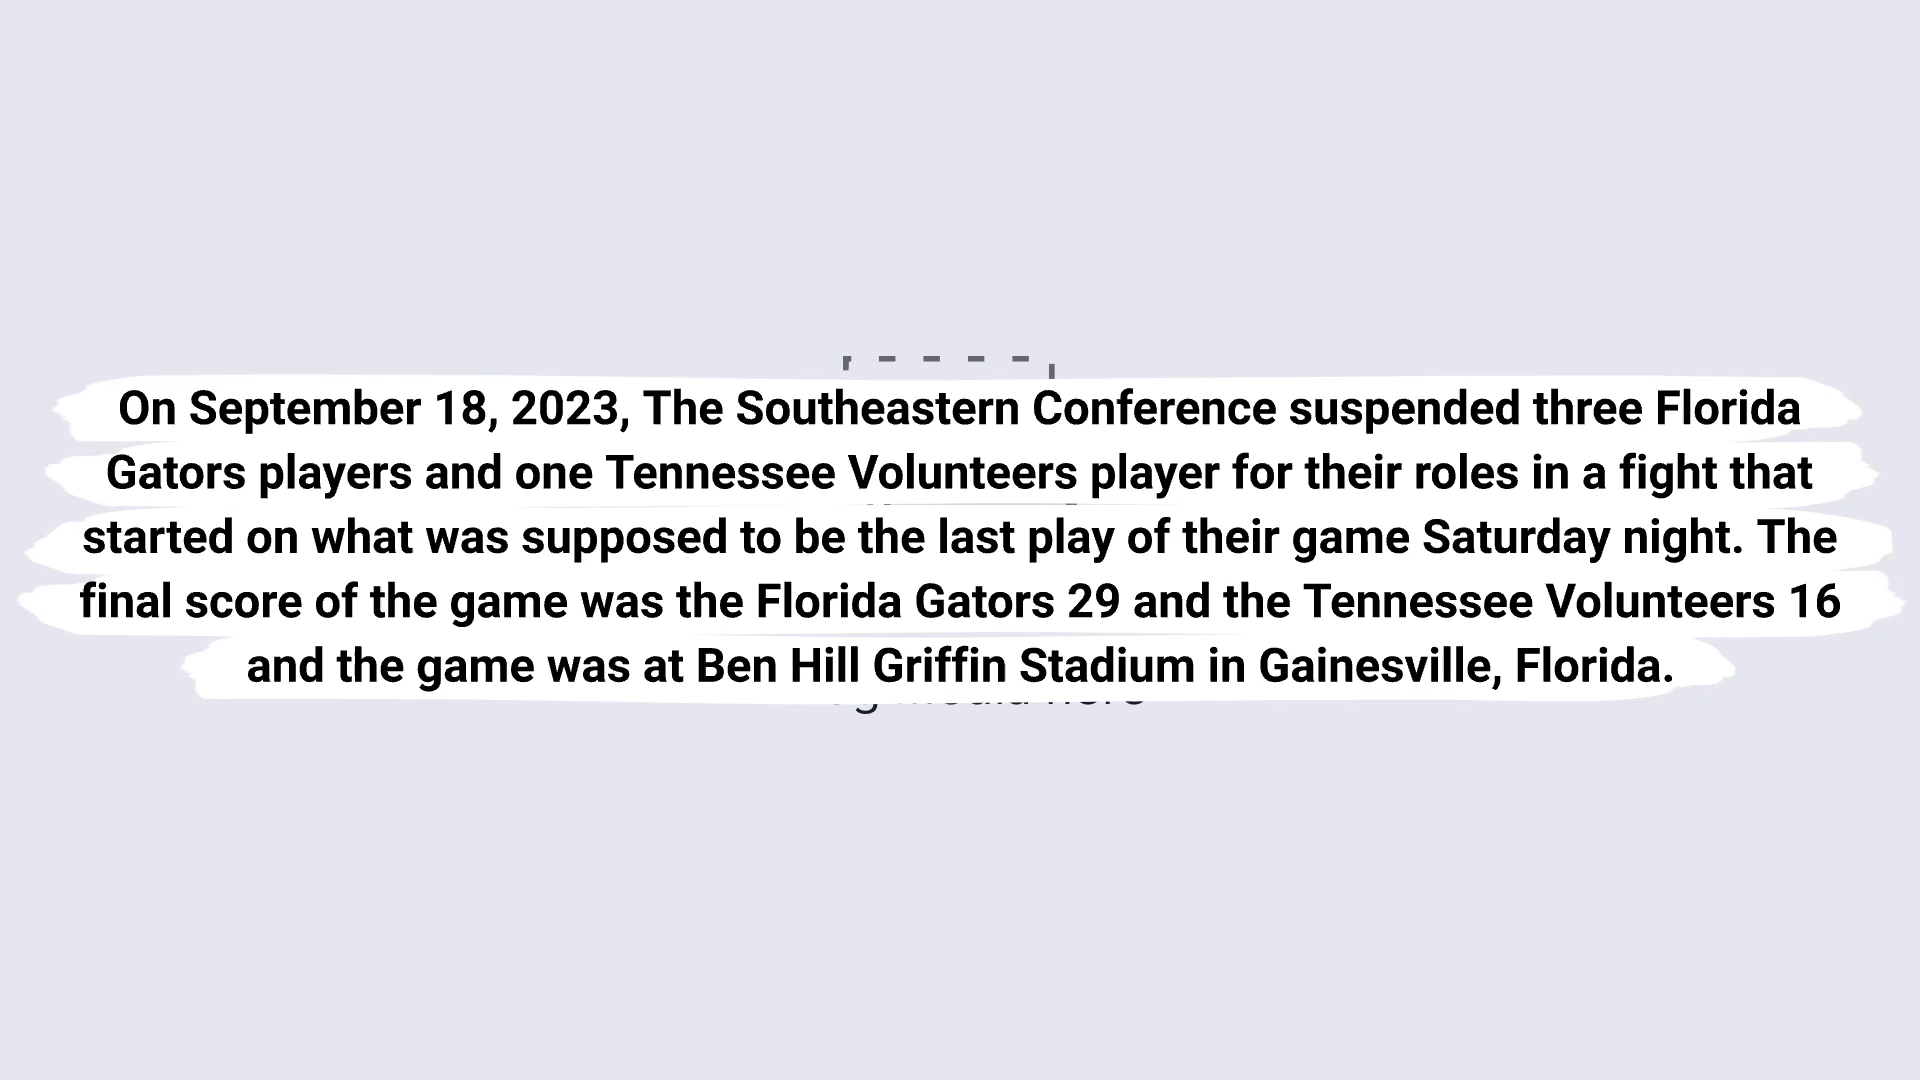 On September 18, 2023, The Southeastern Conference suspended three Florida
Gators players and one Tennessee Volunteers player for their roles in a fight that
started on what was supposed to be the last play of their game Saturday night. The
final score of the game was the Florida Gators 29 and the Tennessee Volunteers 16
and the game was at Ben Hill Griffin Stadium in Gainesville, Florida.